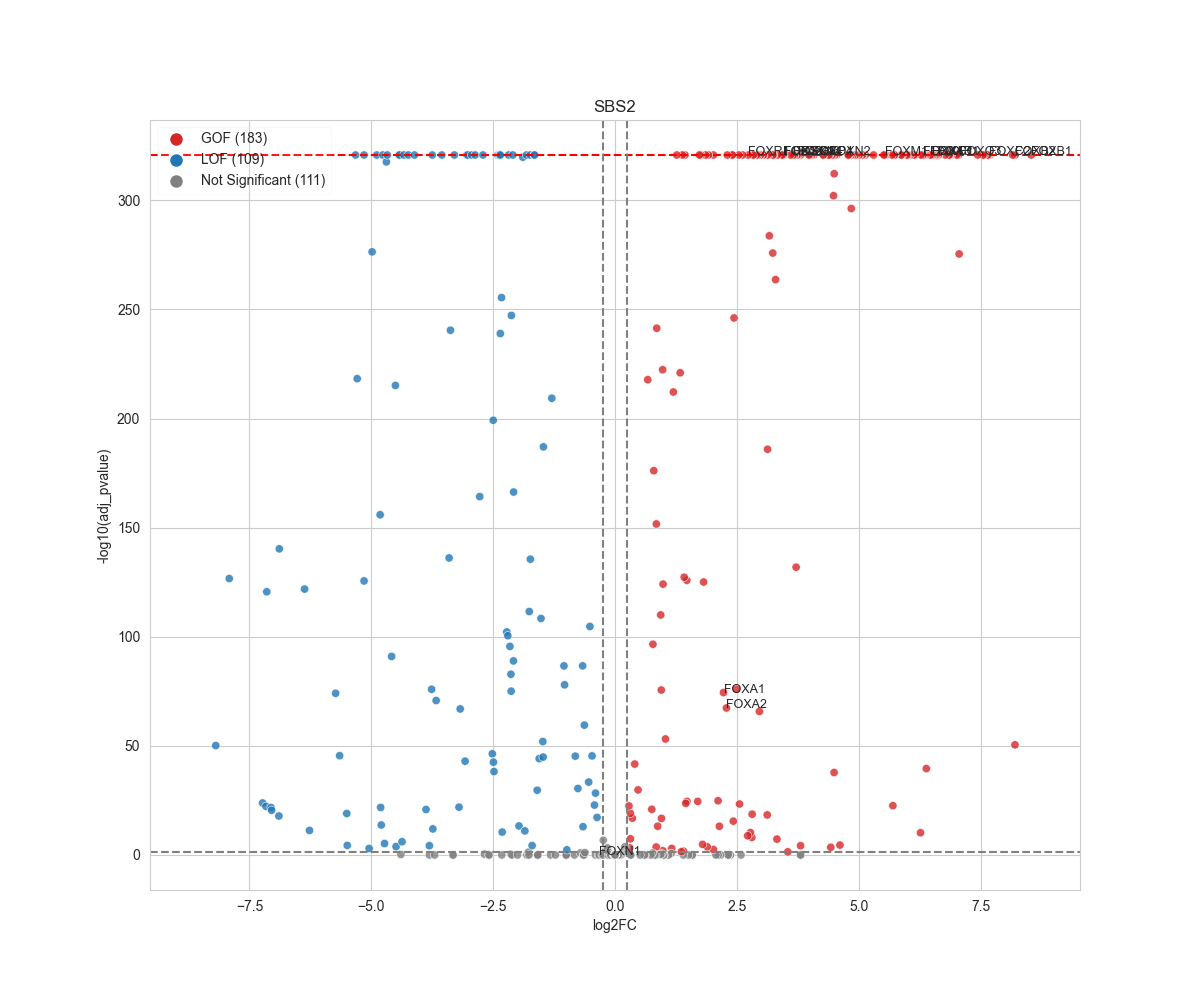 SBS2
GOF (183)
LOF (109)
Not Significant (111)
-log10(adj_pvalue)
300
250
200
150
100
50
0
FOXA1
FOXA2
FOXN1
−7.5
−5.0
−2.5
0.0
2.5
5.0
7.5
log2FC